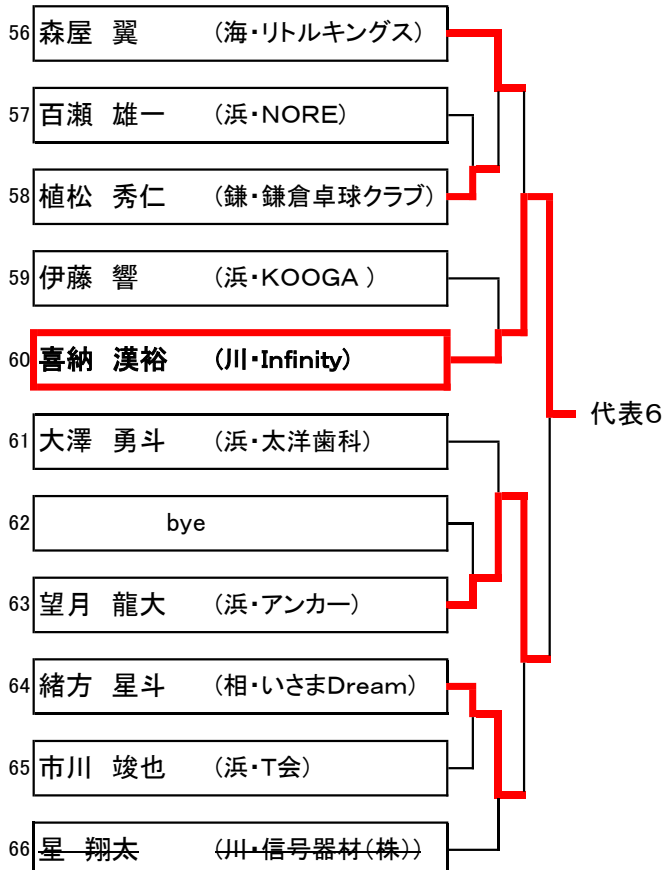 56 森屋 翼 (海・リトルキングス)
57 百瀬 雄一 (浜・NORE)
58 植松 秀仁 (鎌・鎌倉卓球クラブ)
59 伊藤 響 (浜・KOOGA )
60 喜納 漢裕 (川・Infinity)
代表6
61 大澤 勇斗 (浜・太洋歯科)
62 bye
63 望月 龍大 (浜・アンカー)
64 緒方 星斗 (相・いさまDream)
65 市川 竣也 (浜・T会)
66 星 翔太 (川・信号器材(株))